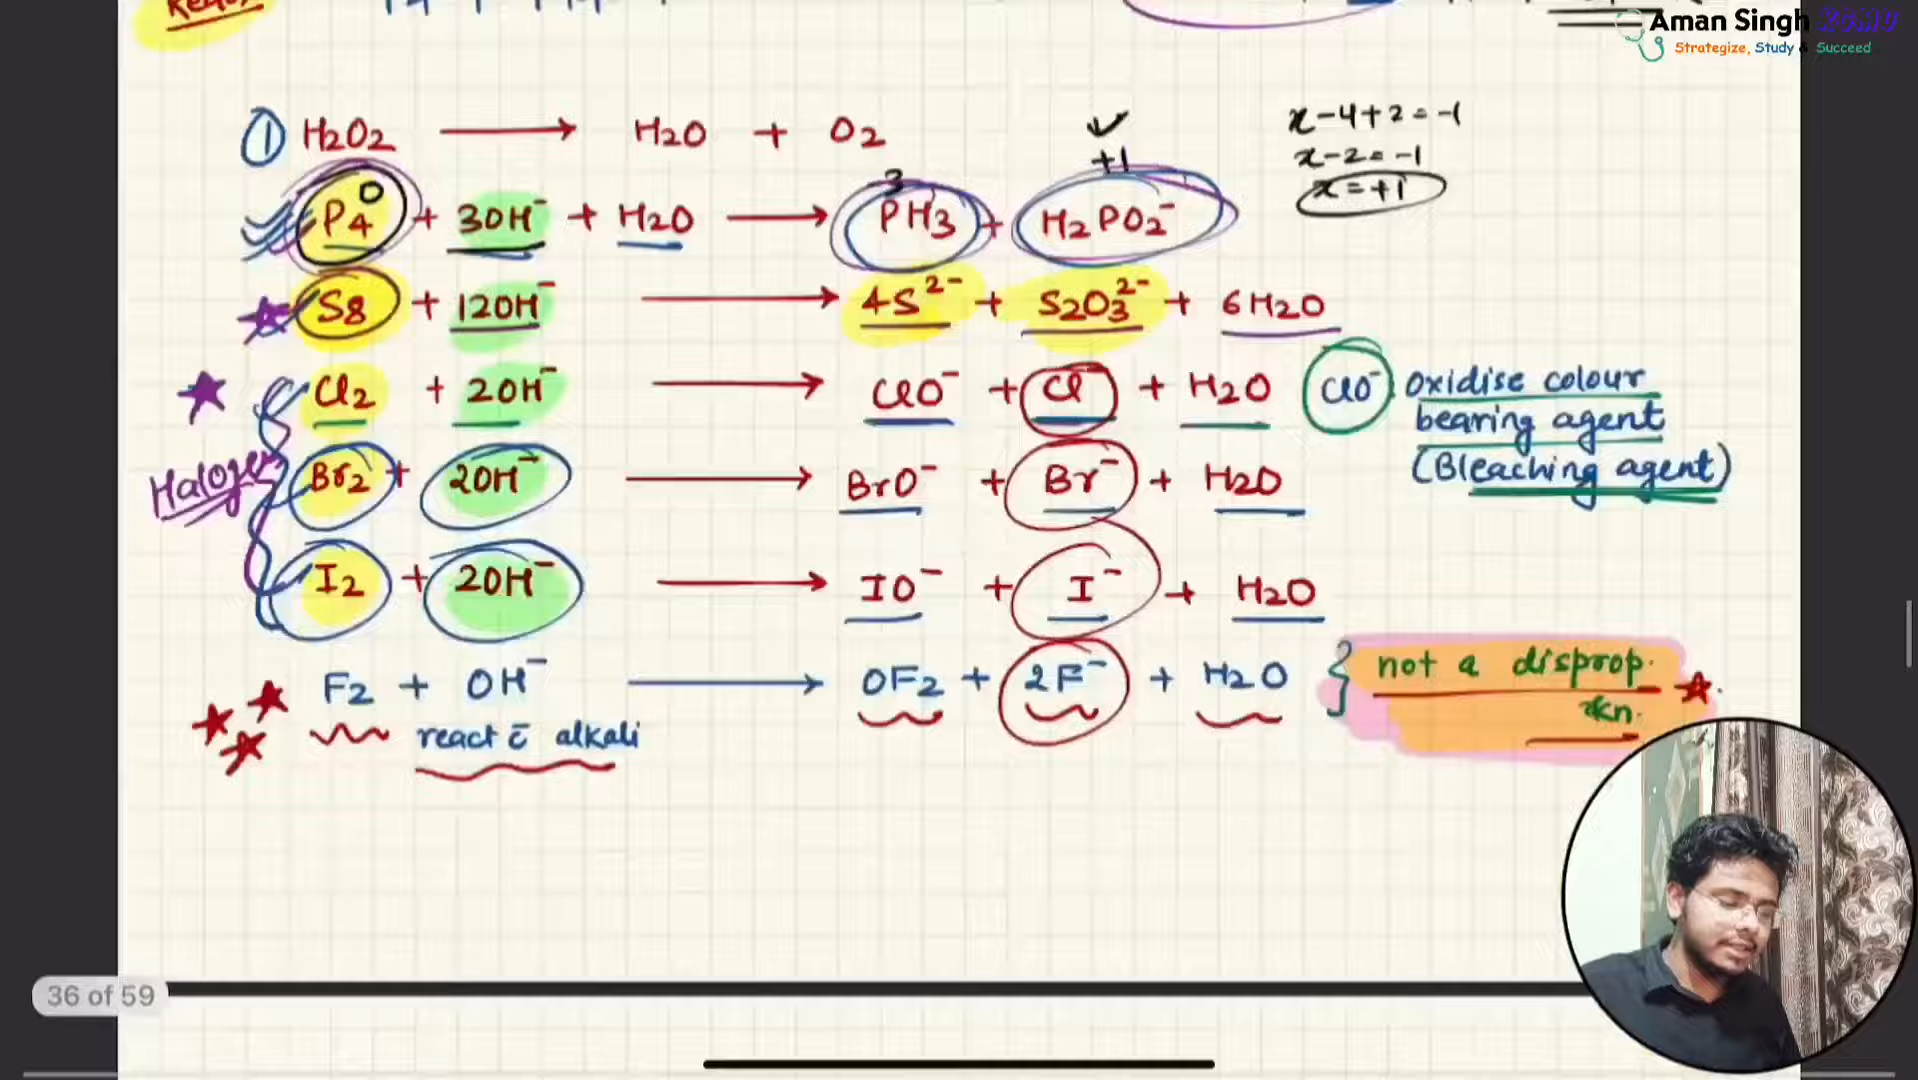 Redox
Aman Singh
Strategize, Study & Succeed
x-4+2=-1
x-2=-1
x=+1
① H2O2 → H2O + O2
0 3 +1
P4 + 3OH⁻ + H2O → PH3 + H2PO2⁻
S8 + 12OH⁻ → 4S²⁻ + S2O3²⁻ + 6H2O
Cl2 + 2OH⁻ → ClO⁻ + Cl⁻ + H2O
ClO⁻ Oxidise colour
bearing agent
(Bleaching agent)
Halogen
Br2 + 2OH⁻ → BrO⁻ + Br⁻ + H2O
I2 + 2OH⁻ → IO⁻ + I⁻ + H2O
F2 + OH⁻ → OF2 + 2F⁻ + H2O } not a disprop.
rxn.
react c̄ alkali
36 of 59